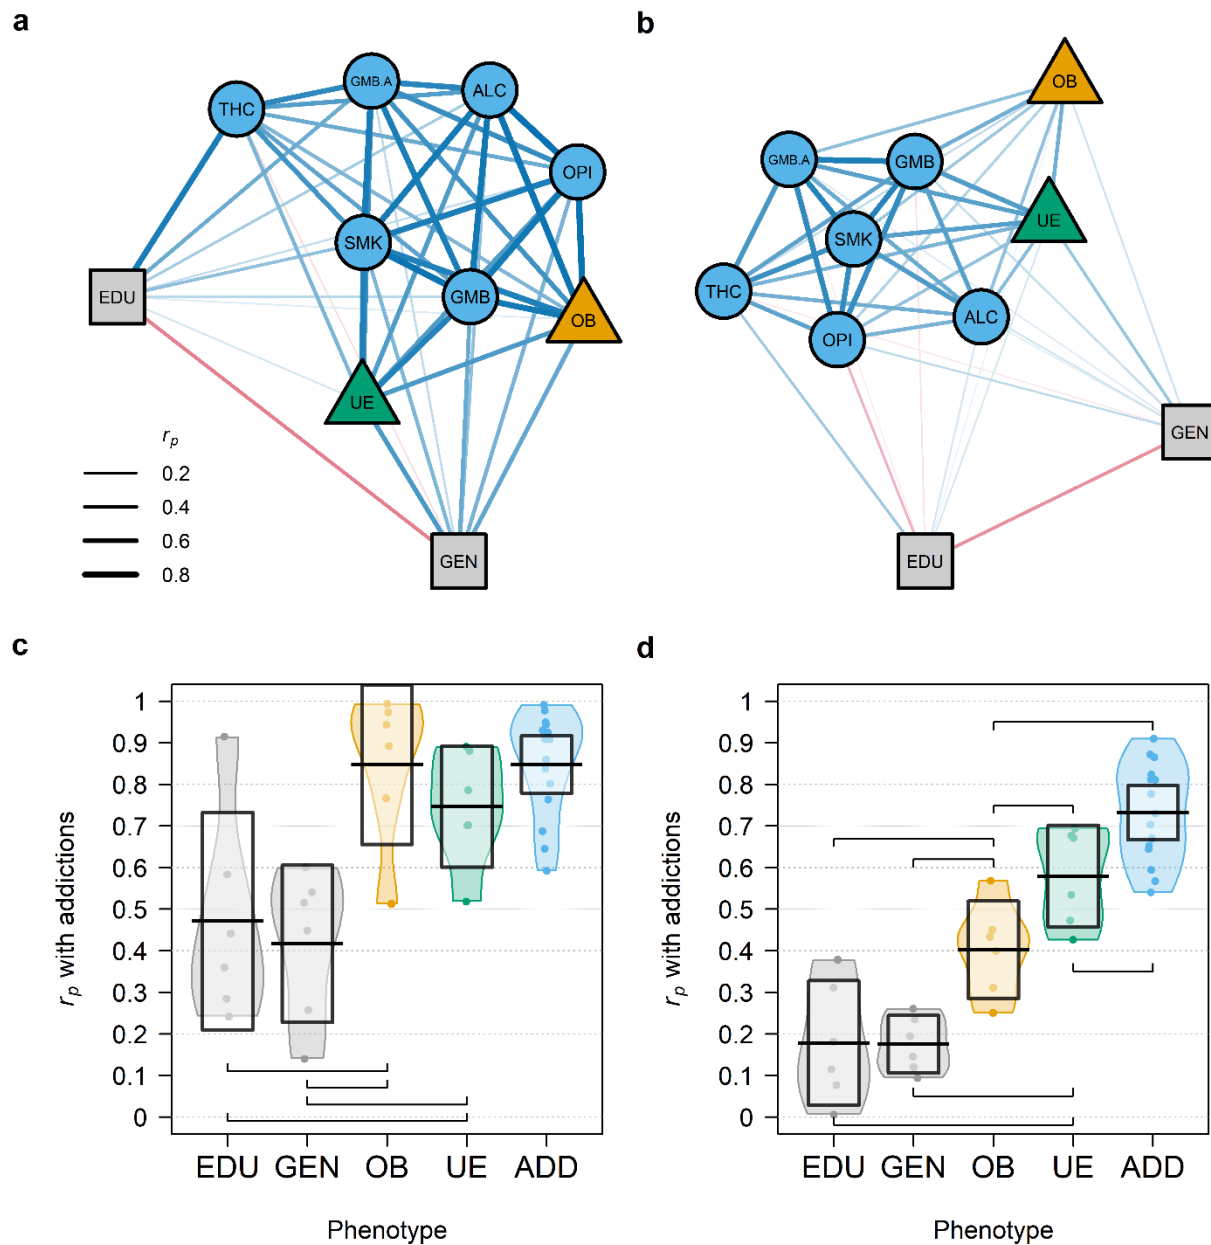 a
THC
GMB.A
ALC
OPI
SMK
EDU
GMB
OB
UE
GEN
r_p
0.2
0.4
0.6
0.8
b
OB
GMB.A
GMB
UE
SMK
THC
OPI
ALC
GEN
EDU
c
r_p with addictions
1
0.9
0.8
0.7
0.6
0.5
0.4
0.3
0.2
0.1
0
EDU GEN OB UE ADD
Phenotype
d
r_p with addictions
1
0.9
0.8
0.7
0.6
0.5
0.4
0.3
0.2
0.1
0
EDU GEN OB UE ADD
Phenotype